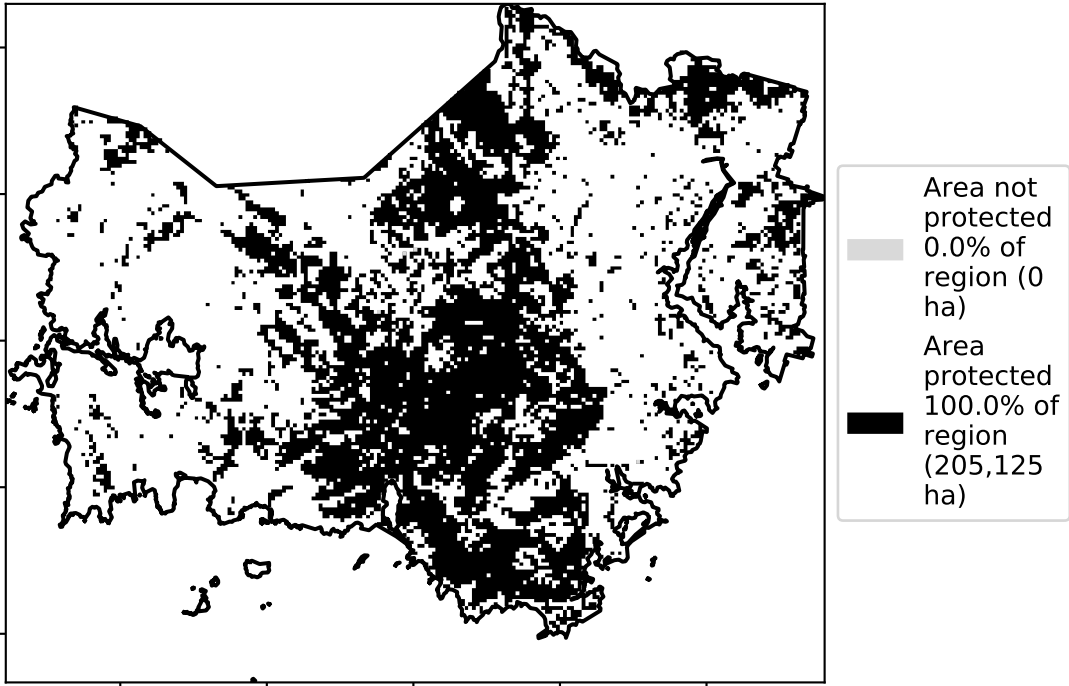 Area not
protected
0.0% of
region (0
ha)
Area
protected
100.0% of
region
(205,125
ha)